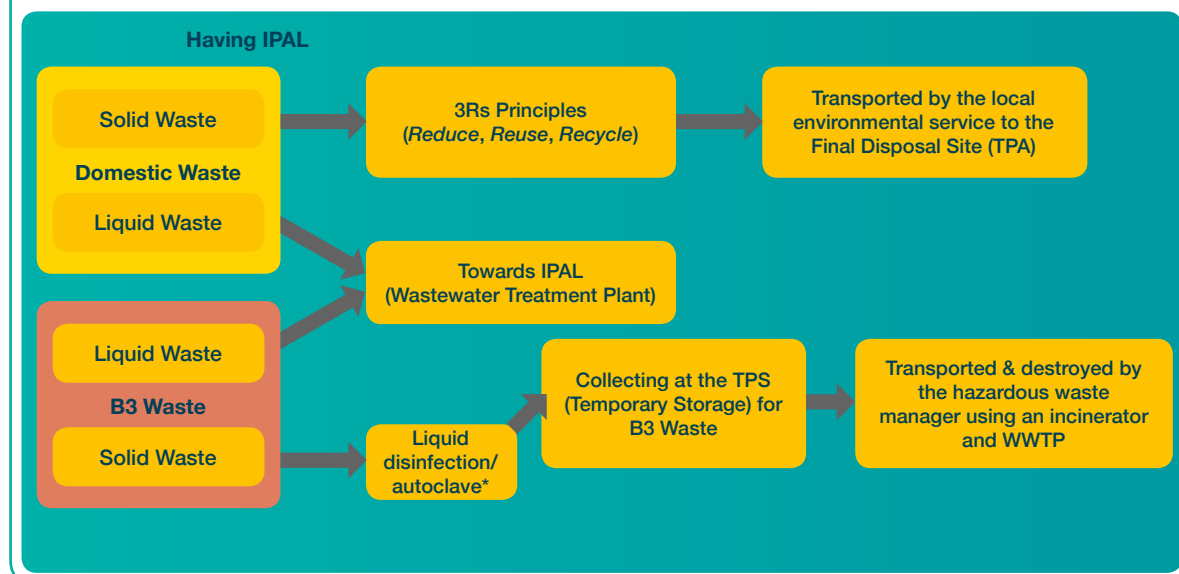 Having IPAL
Solid Waste
Domestic Waste
Liquid Waste
3Rs Principles
(Reduce, Reuse, Recycle)
Transported by the local
environmental service to the
Final Disposal Site (TPA)
Towards IPAL
(Wastewater Treatment Plant)
Liquid Waste
B3 Waste
Solid Waste
Liquid
disinfection/
autoclave*
Collecting at the TPS
(Temporary Storage) for
B3 Waste
Transported & destroyed by
the hazardous waste
manager using an incinerator
and WWTP